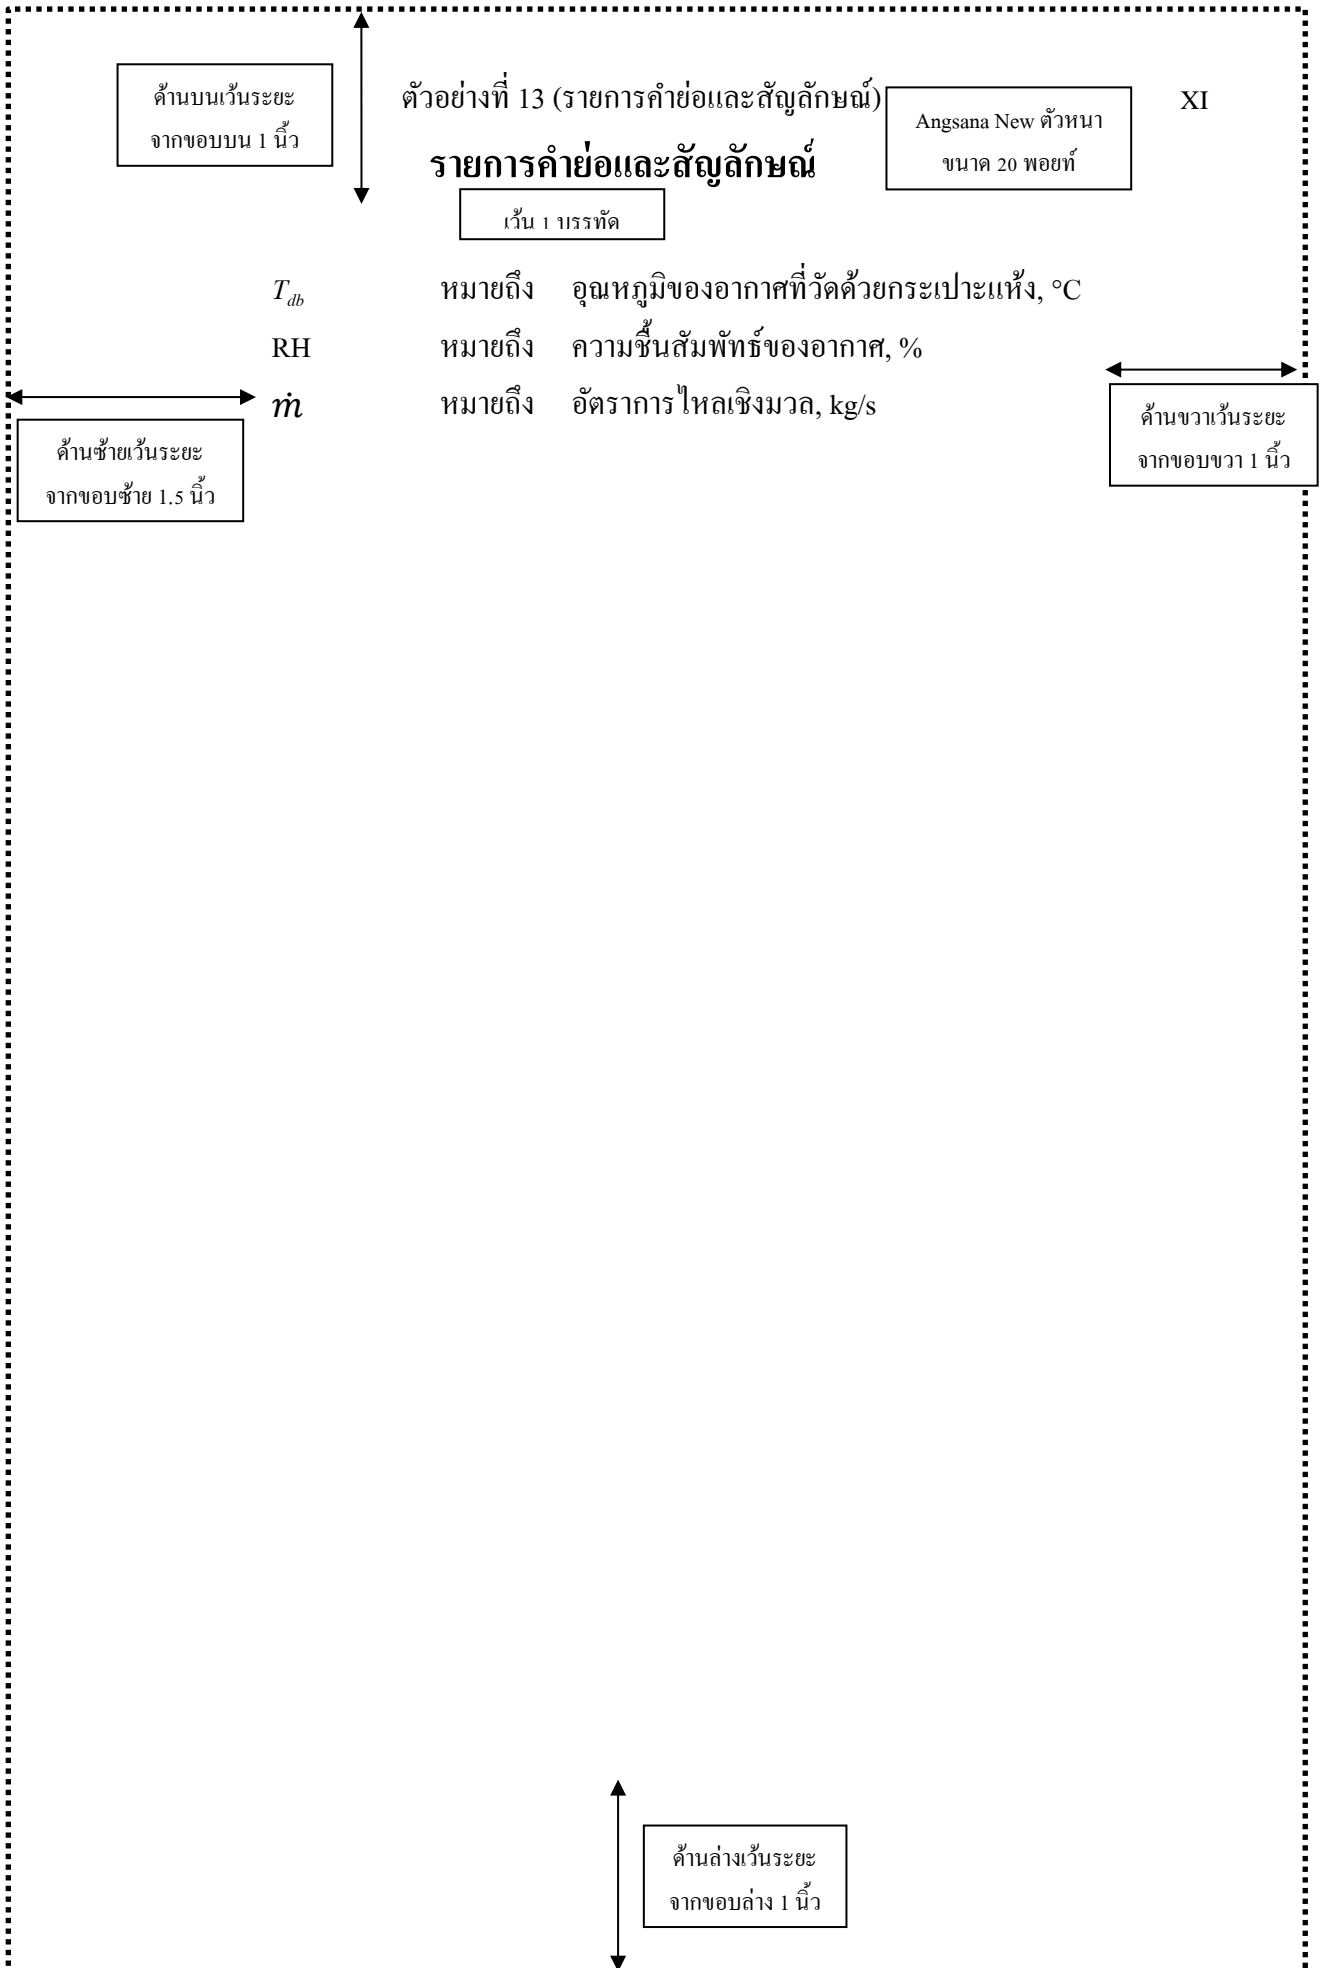 ด้านบนเว้นระยะ
จากขอบบน 1 นิ้ว
ตัวอย่างที่ 13 (รายการคำย่อและสัญลักษณ์)
Angsana New ตัวหนา
ขนาด 20 พอยท์
XI
รายการคำย่อและสัญลักษณ์
เว้น 1 บรรทัด
T_db หมายถึง อุณหภูมิของอากาศที่วัดด้วยกระเปาะแห้ง, °C
RH หมายถึง ความชื้นสัมพัทธ์ของอากาศ, %
ṁ หมายถึง อัตราการไหลเชิงมวล, kg/s
ด้านซ้ายเว้นระยะ
จากขอบซ้าย 1.5 นิ้ว
ด้านขวาเว้นระยะ
จากขอบขวา 1 นิ้ว
ด้านล่างเว้นระยะ
จากขอบล่าง 1 นิ้ว